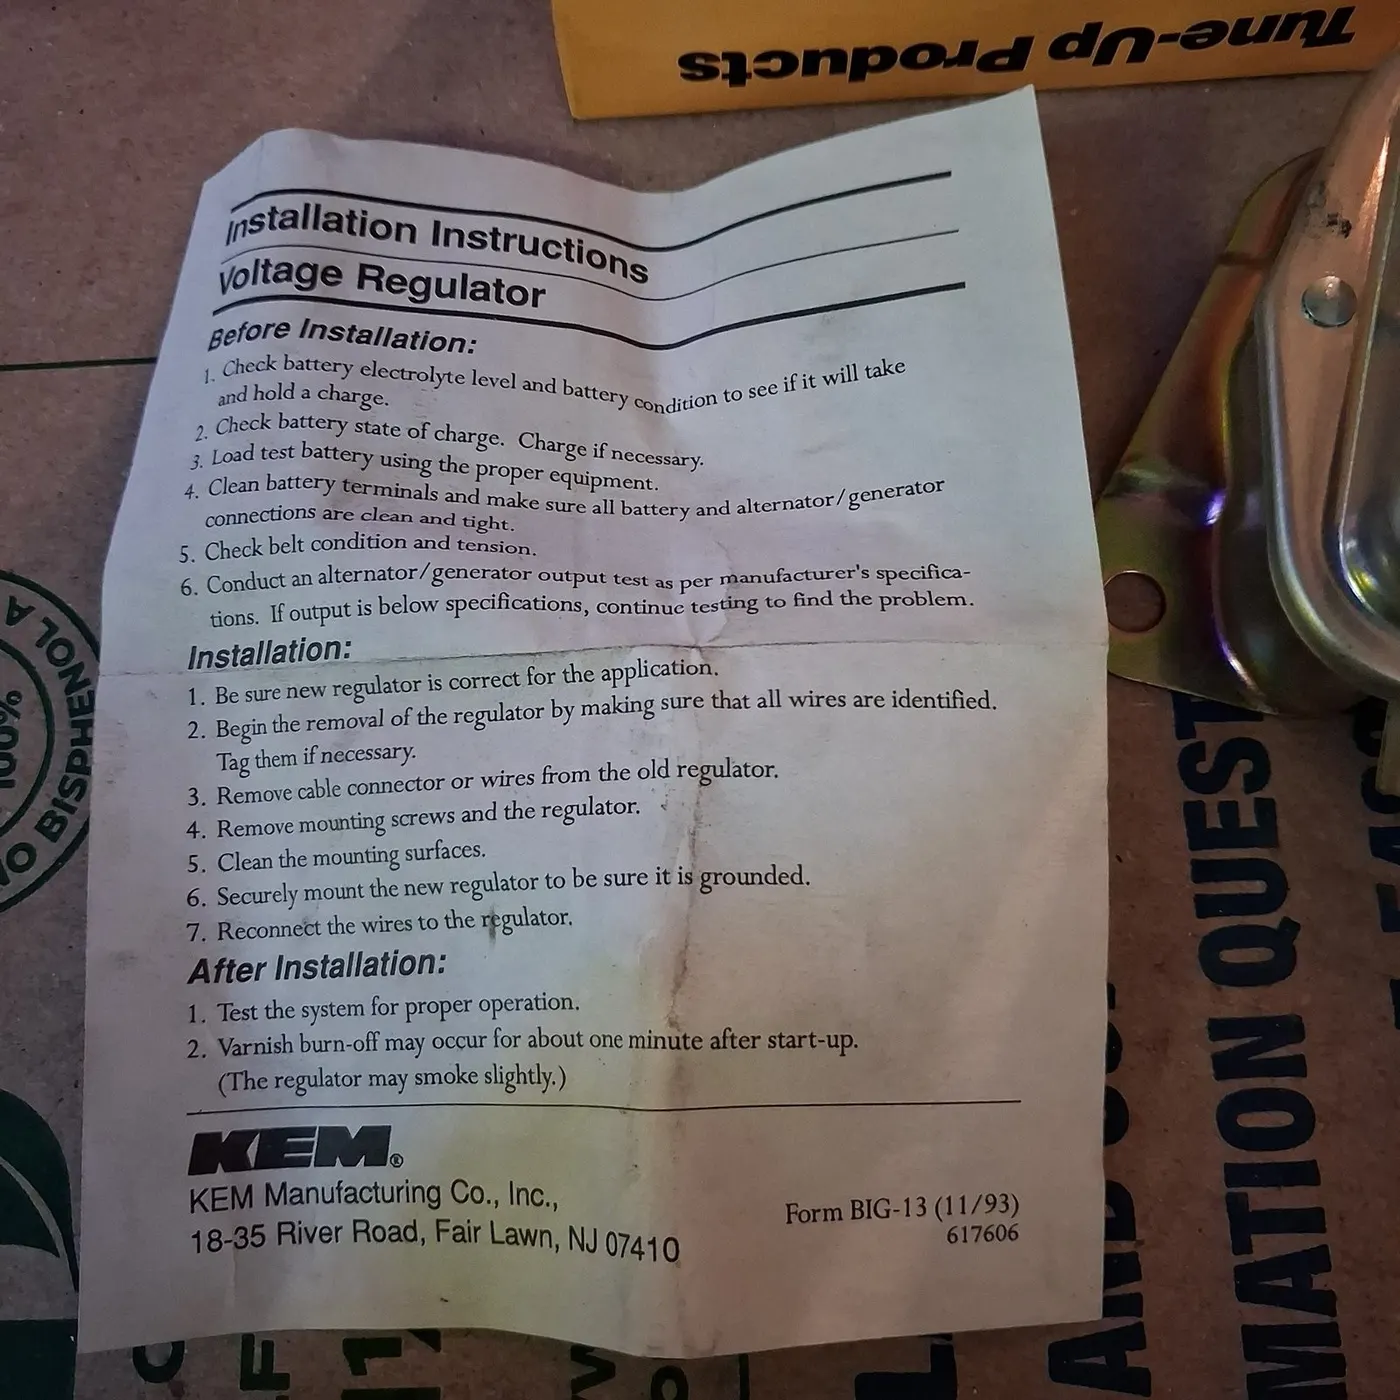 Tune-Up Products
Installation Instructions
Voltage Regulator
Before Installation:
1. Check battery electrolyte level and battery condition to see if it will take
and hold a charge.
2. Check battery state of charge. Charge if necessary.
3. Load test battery using the proper equipment.
4. Clean battery terminals and make sure all battery and alternator/generator
connections are clean and tight.
5. Check belt condition and tension.
6. Conduct an alternator/generator output test as per manufacturer's specifica-
tions. If output is below specifications, continue testing to find the problem.
Installation:
1. Be sure new regulator is correct for the application.
2. Begin the removal of the regulator by making sure that all wires are identified.
Tag them if necessary.
3. Remove cable connector or wires from the old regulator.
4. Remove mounting screws and the regulator.
5. Clean the mounting surfaces.
6. Securely mount the new regulator to be sure it is grounded.
7. Reconnect the wires to the regulator.
After Installation:
1. Test the system for proper operation.
2. Varnish burn-off may occur for about one minute after start-up.
(The regulator may smoke slightly.)
KEM®
KEM Manufacturing Co., Inc.,
18-35 River Road, Fair Lawn, NJ 07410
Form BIG-13 (11/93)
617606
NO BISPHENOL A
100%
MATION QUEST
AND